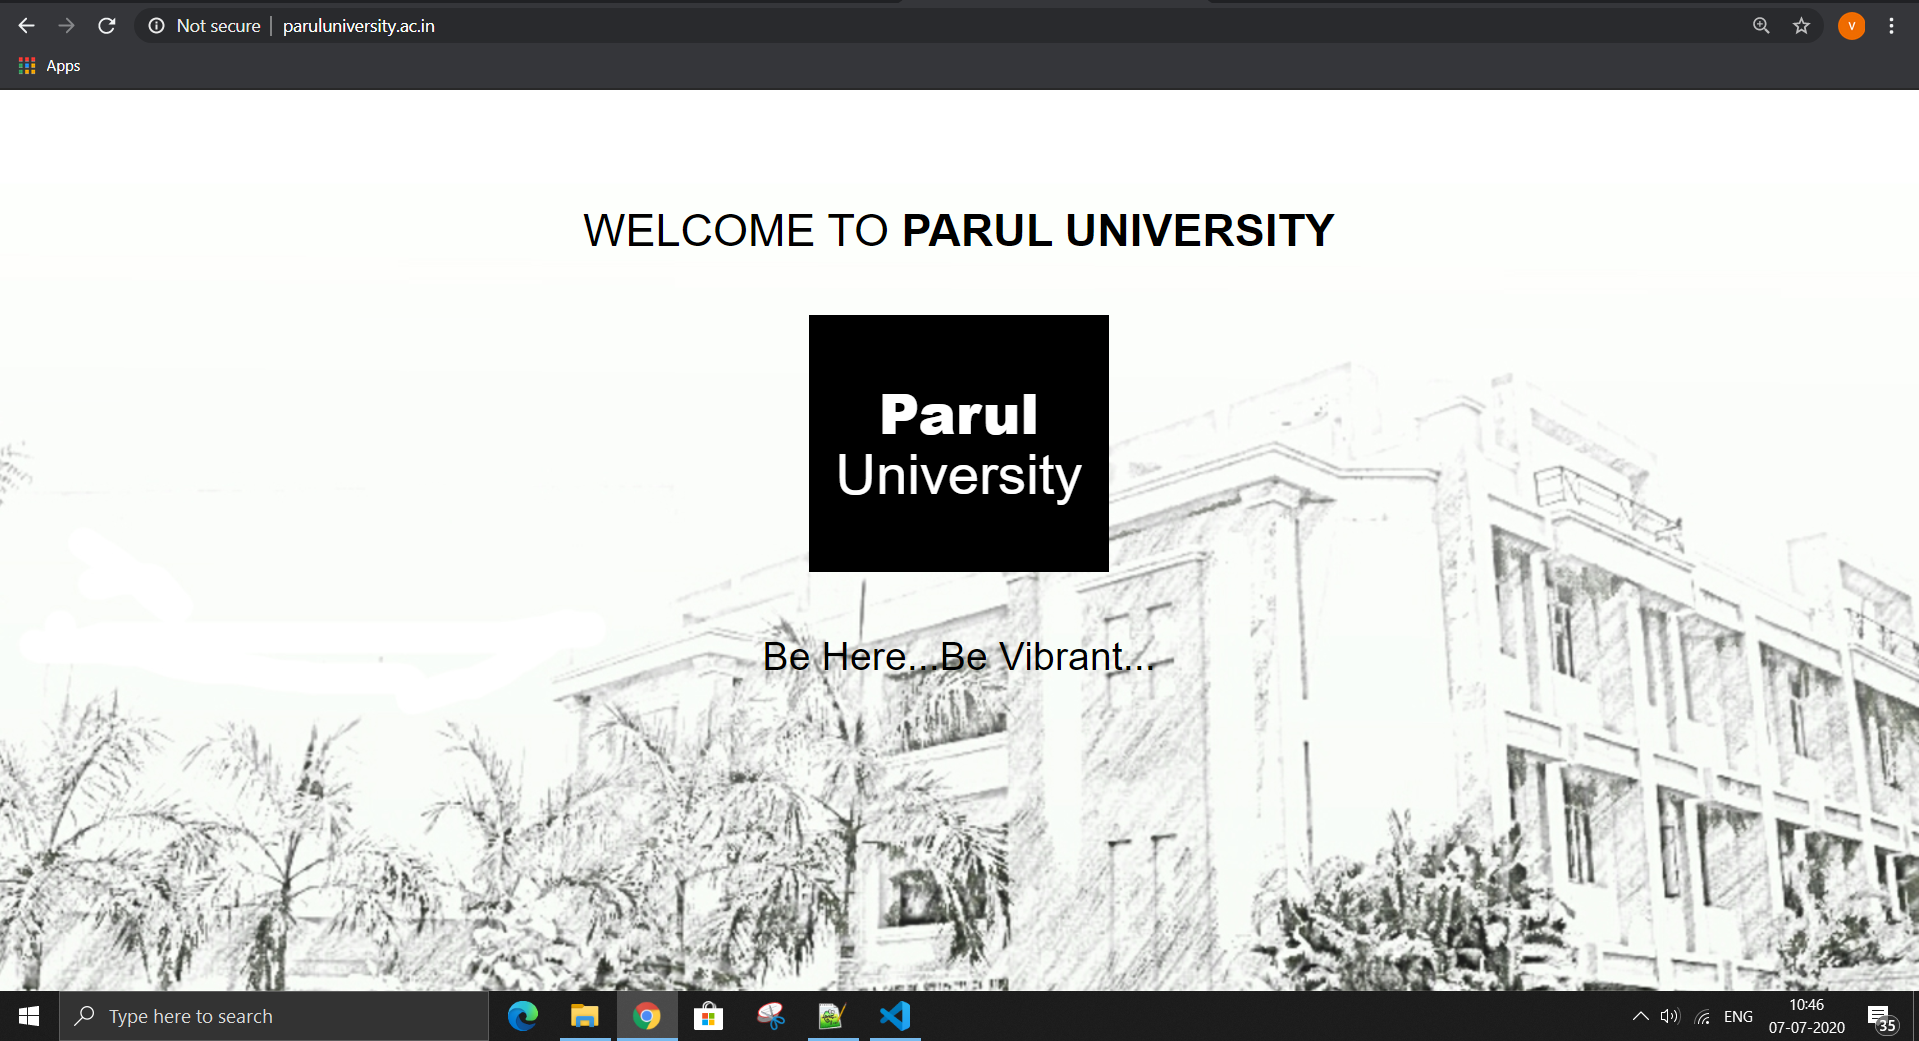 Not secure | paruluniversity.ac.in
V
Apps
WELCOME TO PARUL UNIVERSITY
Parul
University
Be Here...Be Vibrant...
Type here to search
ENG
10:46
07-07-2020
35